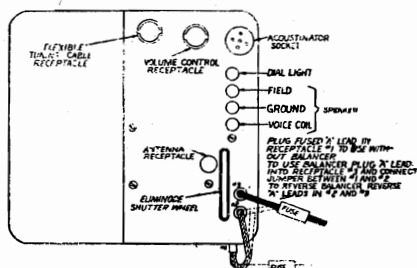 FLEXIBLE
TUNING CABLE
RECEPTACLE
VOLUME CONTROL
RECEPTACLE
ACOUSTINATOR
SOCKET
DIAL LIGHT
FIELD
GROUND
VOICE COIL
SPEAKER
PLUG FUSED "A" LEAD IN
RECEPTACLE #1 TO USE WITH-
OUT BALANCER
TO USE BALANCER PLUG "A" LEAD
INTO RECEPTACLE #3 AND CONNECT
JUMPER BETWEEN #1 AND #2
TO REVERSE BALANCER REVERSE
"A" LEADS IN #2 AND #3
ANTENNA
RECEPTACLE
ELIMINODE
SHUTTER WHEEL
FUSE
FUSE